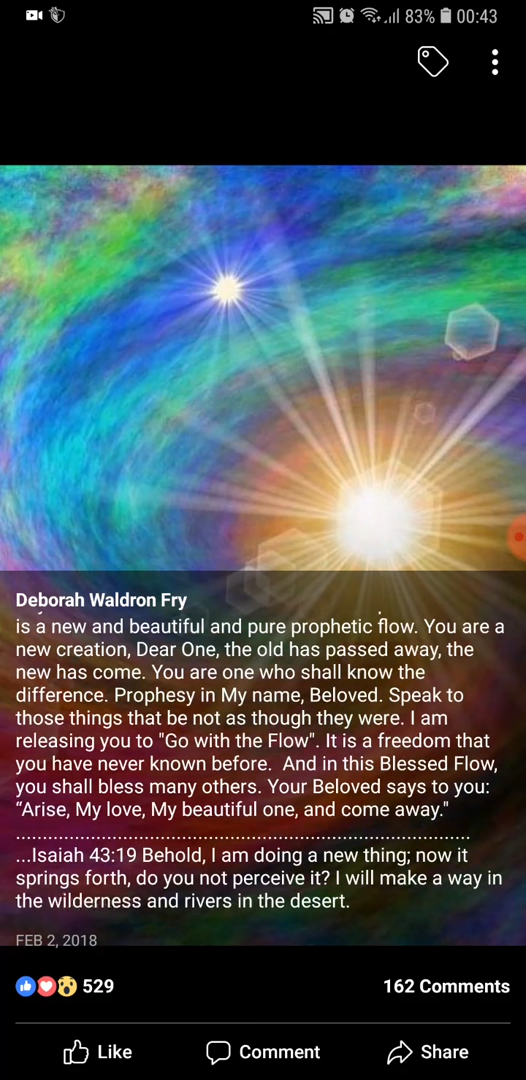 83% 00:43
Deborah Waldron Fry
is a new and beautiful and pure prophetic flow. You are a
new creation, Dear One, the old has passed away, the
new has come. You are one who shall know the
difference. Prophesy in My name, Beloved. Speak to
those things that be not as though they were. I am
releasing you to "Go with the Flow". It is a freedom that
you have never known before.  And in this Blessed Flow,
you shall bless many others. Your Beloved says to you:
“Arise, My love, My beautiful one, and come away."
.....................................................................................
...Isaiah 43:19 Behold, I am doing a new thing; now it
springs forth, do you not perceive it? I will make a way in
the wilderness and rivers in the desert.
FEB 2, 2018
529 162 Comments
Like Comment Share